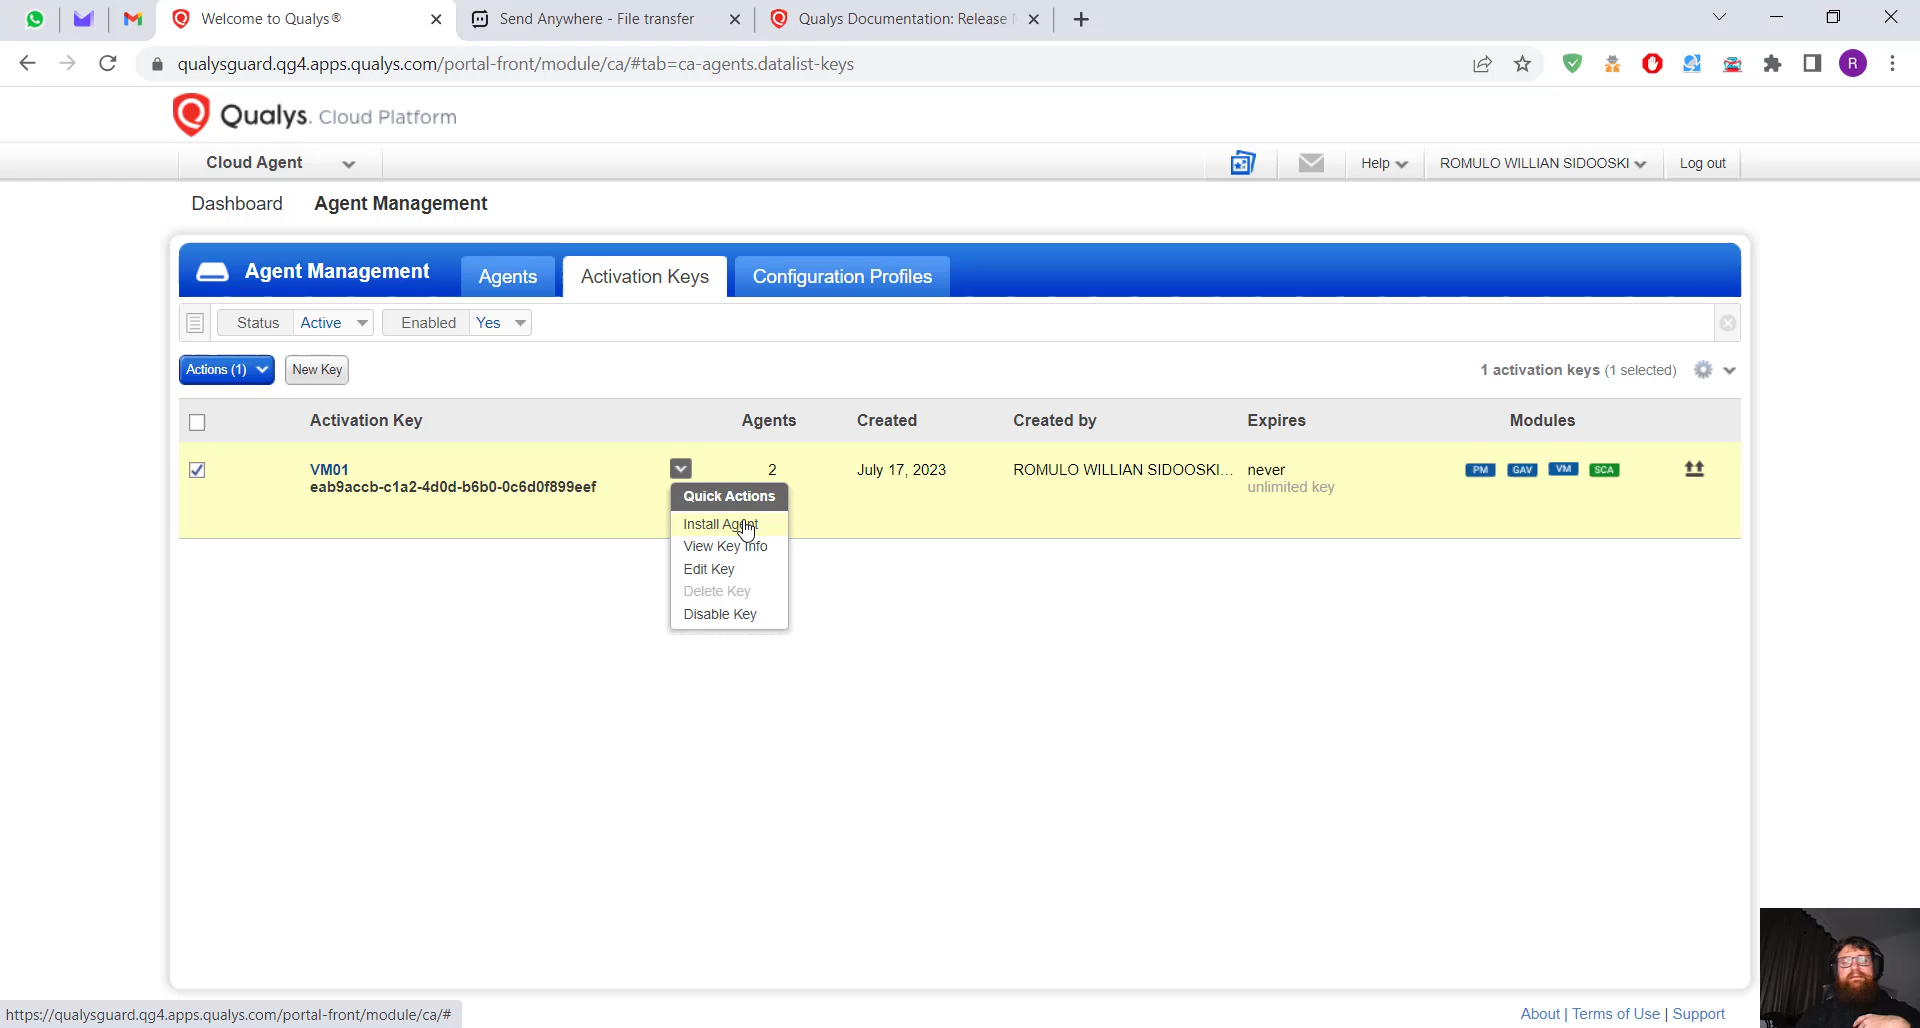 Welcome to Qualys®
Send Anywhere - File transfer
Qualys Documentation: Release
qualysguard.qg4.apps.qualys.com/portal-front/module/ca/#tab=ca-agents.datalist-keys
R
Qualys. Cloud Platform
Cloud Agent
Help
ROMULO WILLIAN SIDOOSKI
Log out
Dashboard
Agent Management
Agent Management
Agents
Activation Keys
Configuration Profiles
Status Active
Enabled Yes
Actions (1)
New Key
1 activation keys (1 selected)
Activation Key Agents Created Created by Expires Modules
VM01 2 July 17, 2023 ROMULO WILLIAN SIDOOSKI... never PM GAV VM SCA
eab9accb-c1a2-4d0d-b6b0-0c6d0f899eef unlimited key
Quick Actions
Install Agent
View Key Info
Edit Key
Delete Key
Disable Key
https://qualysguard.qg4.apps.qualys.com/portal-front/module/ca/#
About | Terms of Use | Support